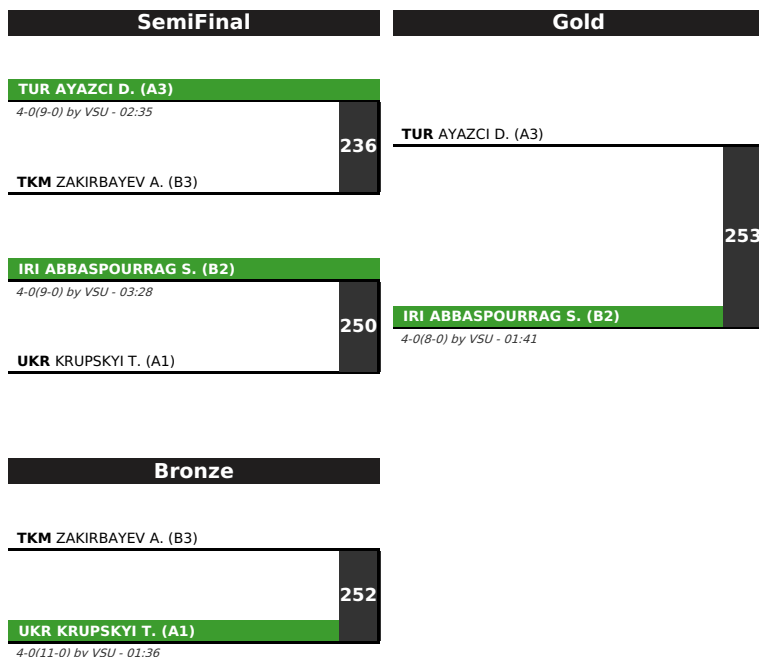 SemiFinal
TUR AYAZCI D. (A3)
4-0(9-0) by VSU - 02:35
236
TKM ZAKIRBAYEV A. (B3)
IRI ABBASPOURRAG S. (B2)
4-0(9-0) by VSU - 03:28
250
UKR KRUPSKYI T. (A1)
Gold
TUR AYAZCI D. (A3)
253
IRI ABBASPOURRAG S. (B2)
4-0(8-0) by VSU - 01:41
Bronze
TKM ZAKIRBAYEV A. (B3)
252
UKR KRUPSKYI T. (A1)
4-0(11-0) by VSU - 01:36